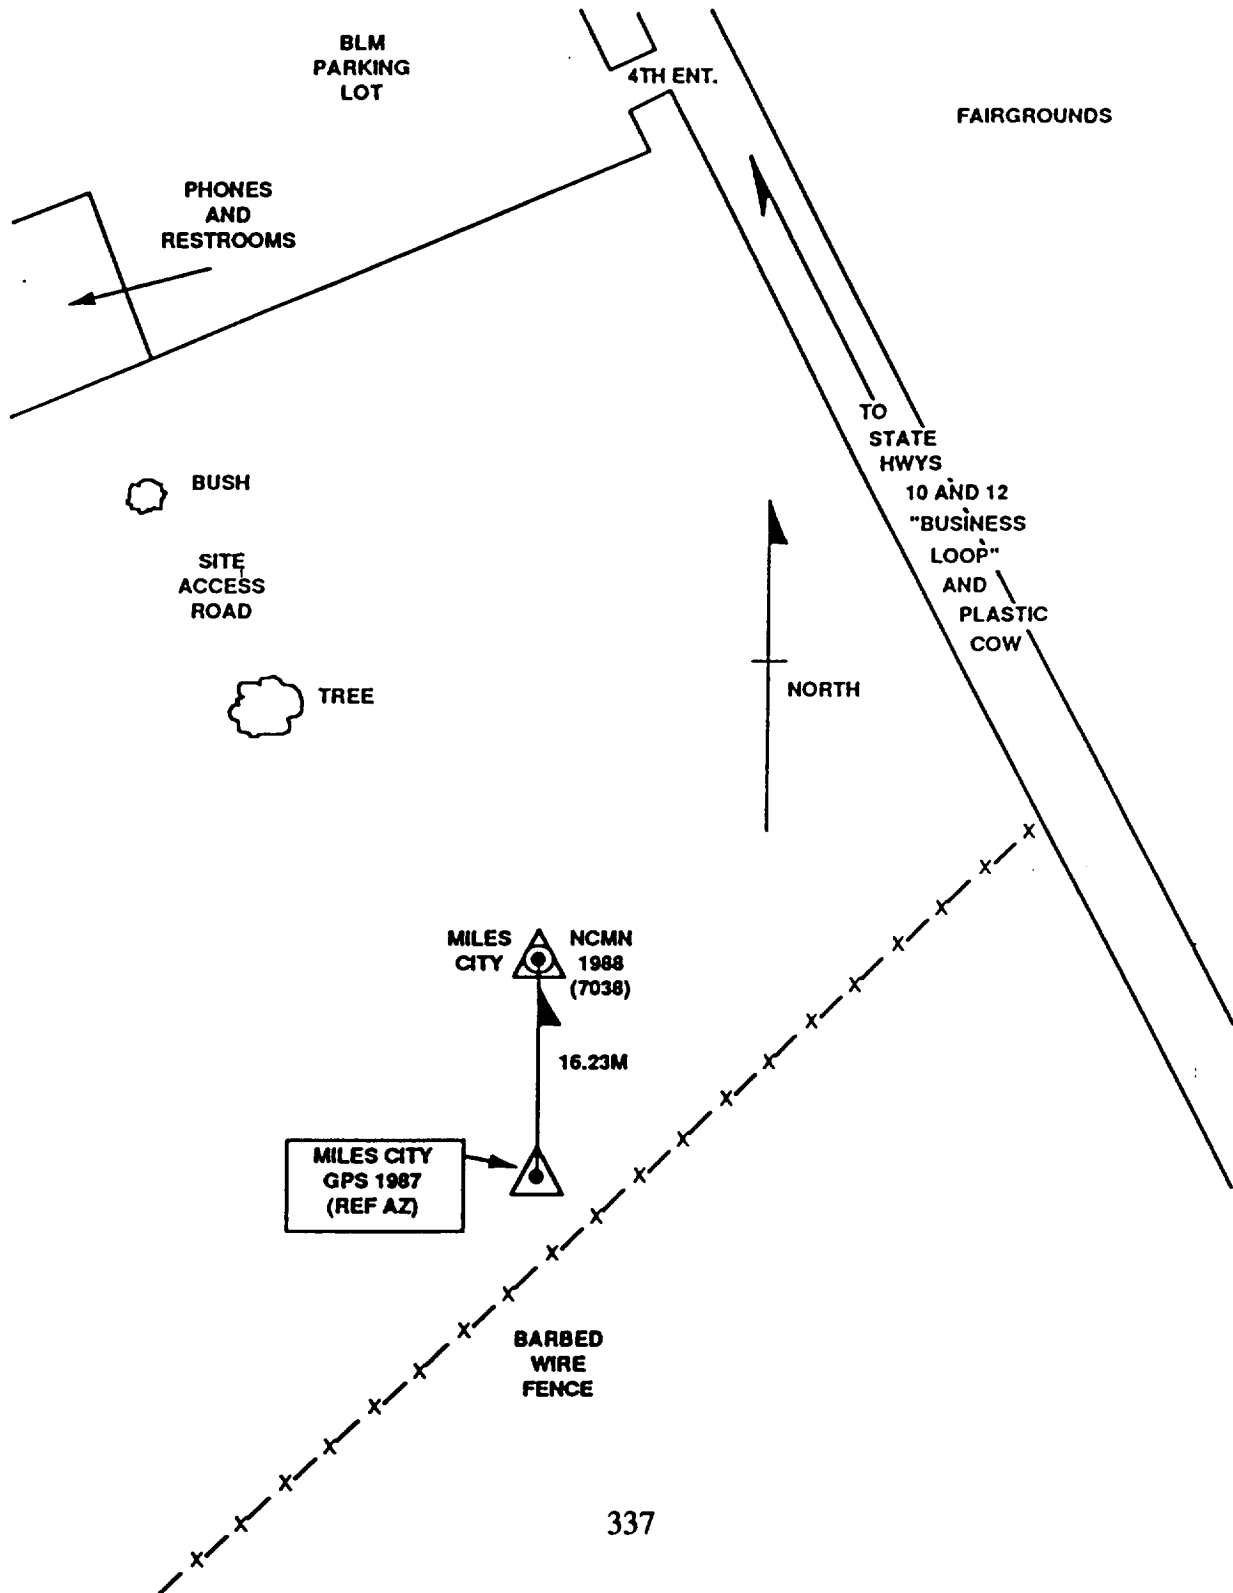 BLM
PARKING
LOT
4TH ENT.
FAIRGROUNDS
PHONES
AND
RESTROOMS
TO
STATE
HWYS
10 AND 12
"BUSINESS
LOOP"
AND
PLASTIC
COW
BUSH
SITE
ACCESS
ROAD
TREE
NORTH
MILES
CITY
NCMN
1988
(7038)
16.23M
MILES CITY
GPS 1987
(REF AZ)
BARBED
WIRE
FENCE
337